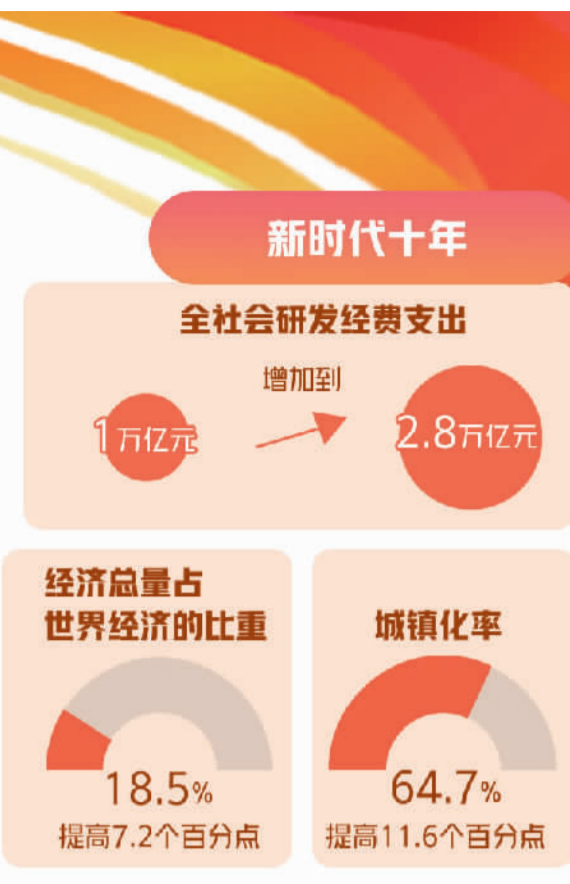 新时代十年
全社会研发经费支出
增加到
1万亿元
2.8万亿元
经济总量占
世界经济的比重
18.5%
提高7.2个百分点
城镇化率
64.7%
提高11.6个百分点